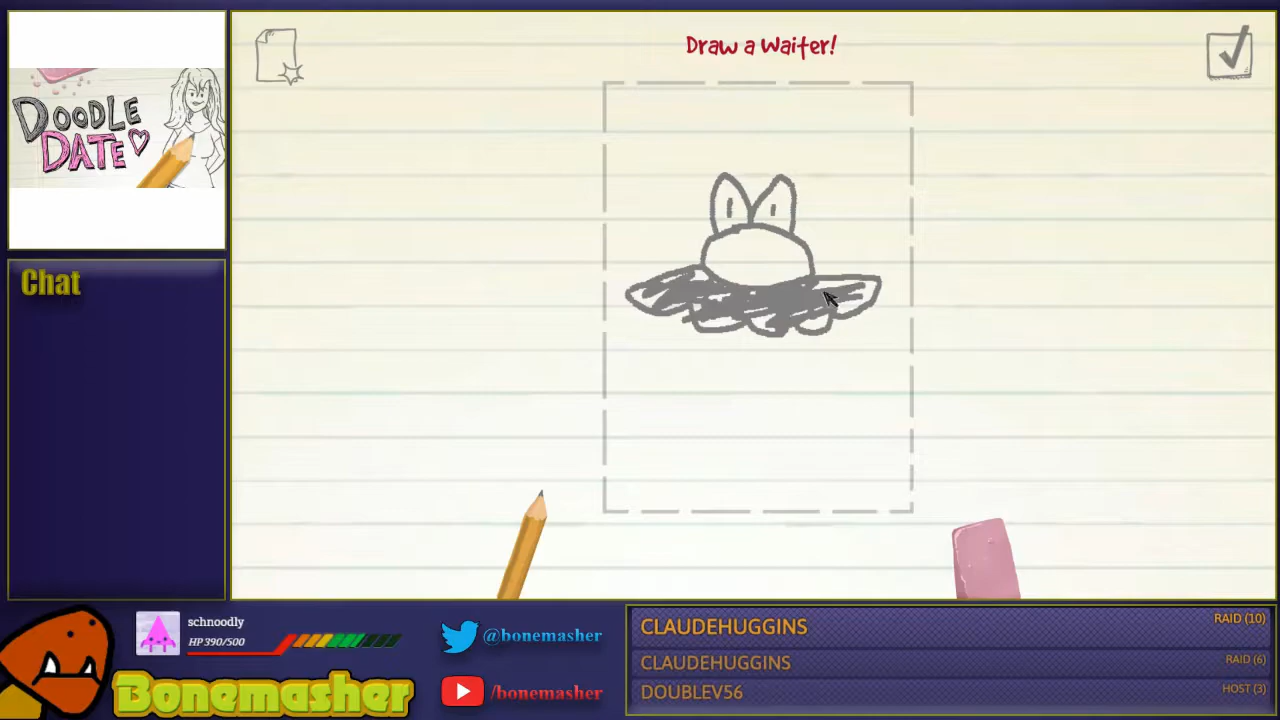 Draw a Waiter!
DOODLE
DATE
Chat
schnoodly
HP 390/500
@bonemasher
/bonemasher
Bonemasher
CLAUDEHUGGINS RAID (10)
CLAUDEHUGGINS RAID (6)
DOUBLEV56 HOST (3)